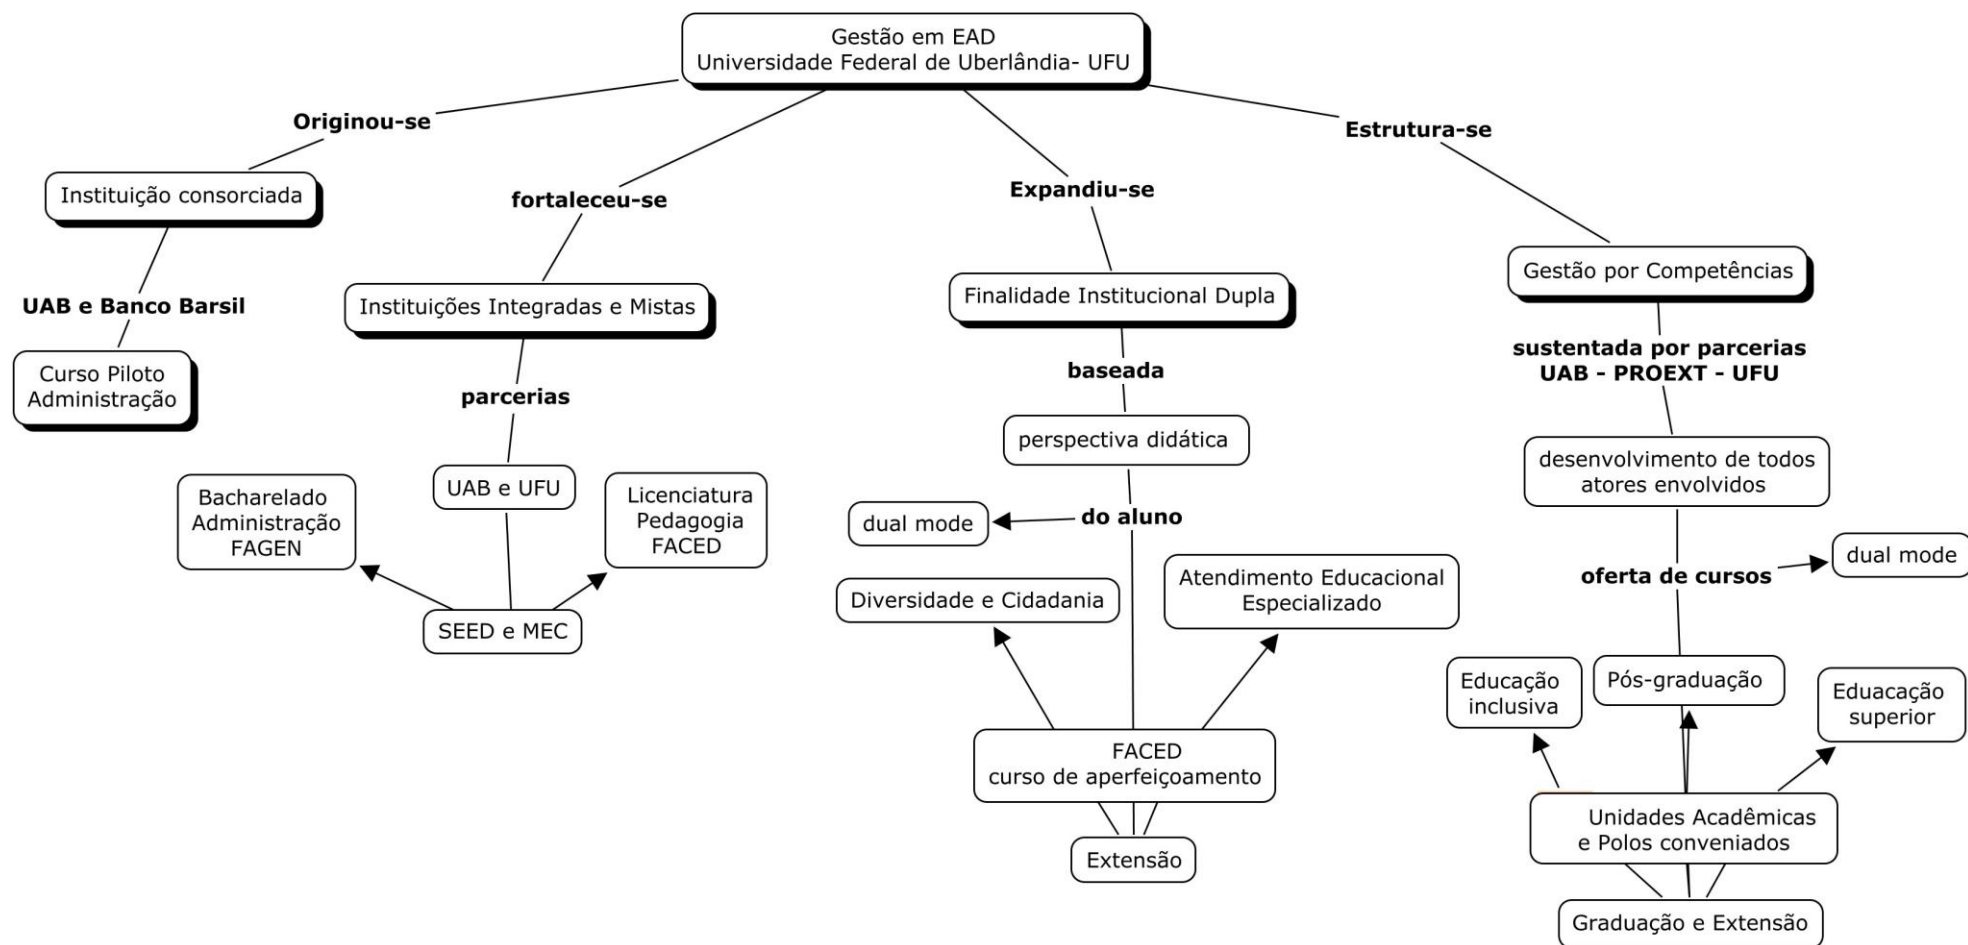 Gestão em EAD
Universidade Federal de Uberlândia- UFU
Originou-se
Instituição consorciada
UAB e Banco Barsil
Curso Piloto
Administração
fortaleceu-se
Instituições Integradas e Mistas
parcerias
UAB e UFU
Bacharelado
Administração
FAGEN
Licenciatura
Pedagogia
FACED
SEED e MEC
Expandiu-se
Finalidade Institucional Dupla
baseada
perspectiva didática
do aluno
dual mode
Diversidade e Cidadania
Atendimento Educacional
Especializado
FACED
curso de aperfeiçoamento
Extensão
Estrutura-se
Gestão por Competências
sustentada por parcerias
UAB - PROEXT - UFU
desenvolvimento de todos
atores envolvidos
oferta de cursos
dual mode
Educação
inclusiva
Pós-graduação
Eduacação
superior
Unidades Acadêmicas
e Polos conveniados
Graduação e Extensão